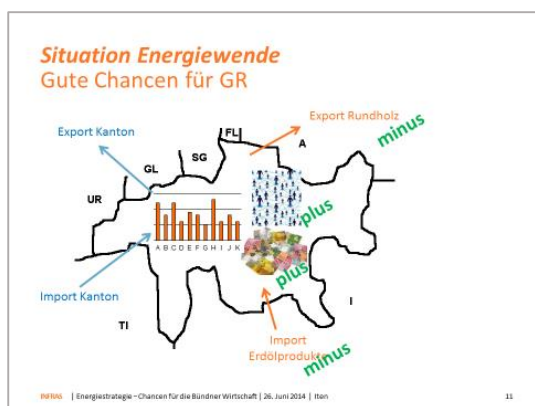 Situation Energiewende
Gute Chancen für GR
Export Rundholz
minus
Export Kanton
FL
A
SG
GL
UR
plus
A B C D E F G H I J K
plus
Import Kanton
I
TI
Import
Erdölprodukte
minus
INFRAS | Energiestrategie – Chancen für die Bündner Wirtschaft | 26. Juni 2014 | Iten
11